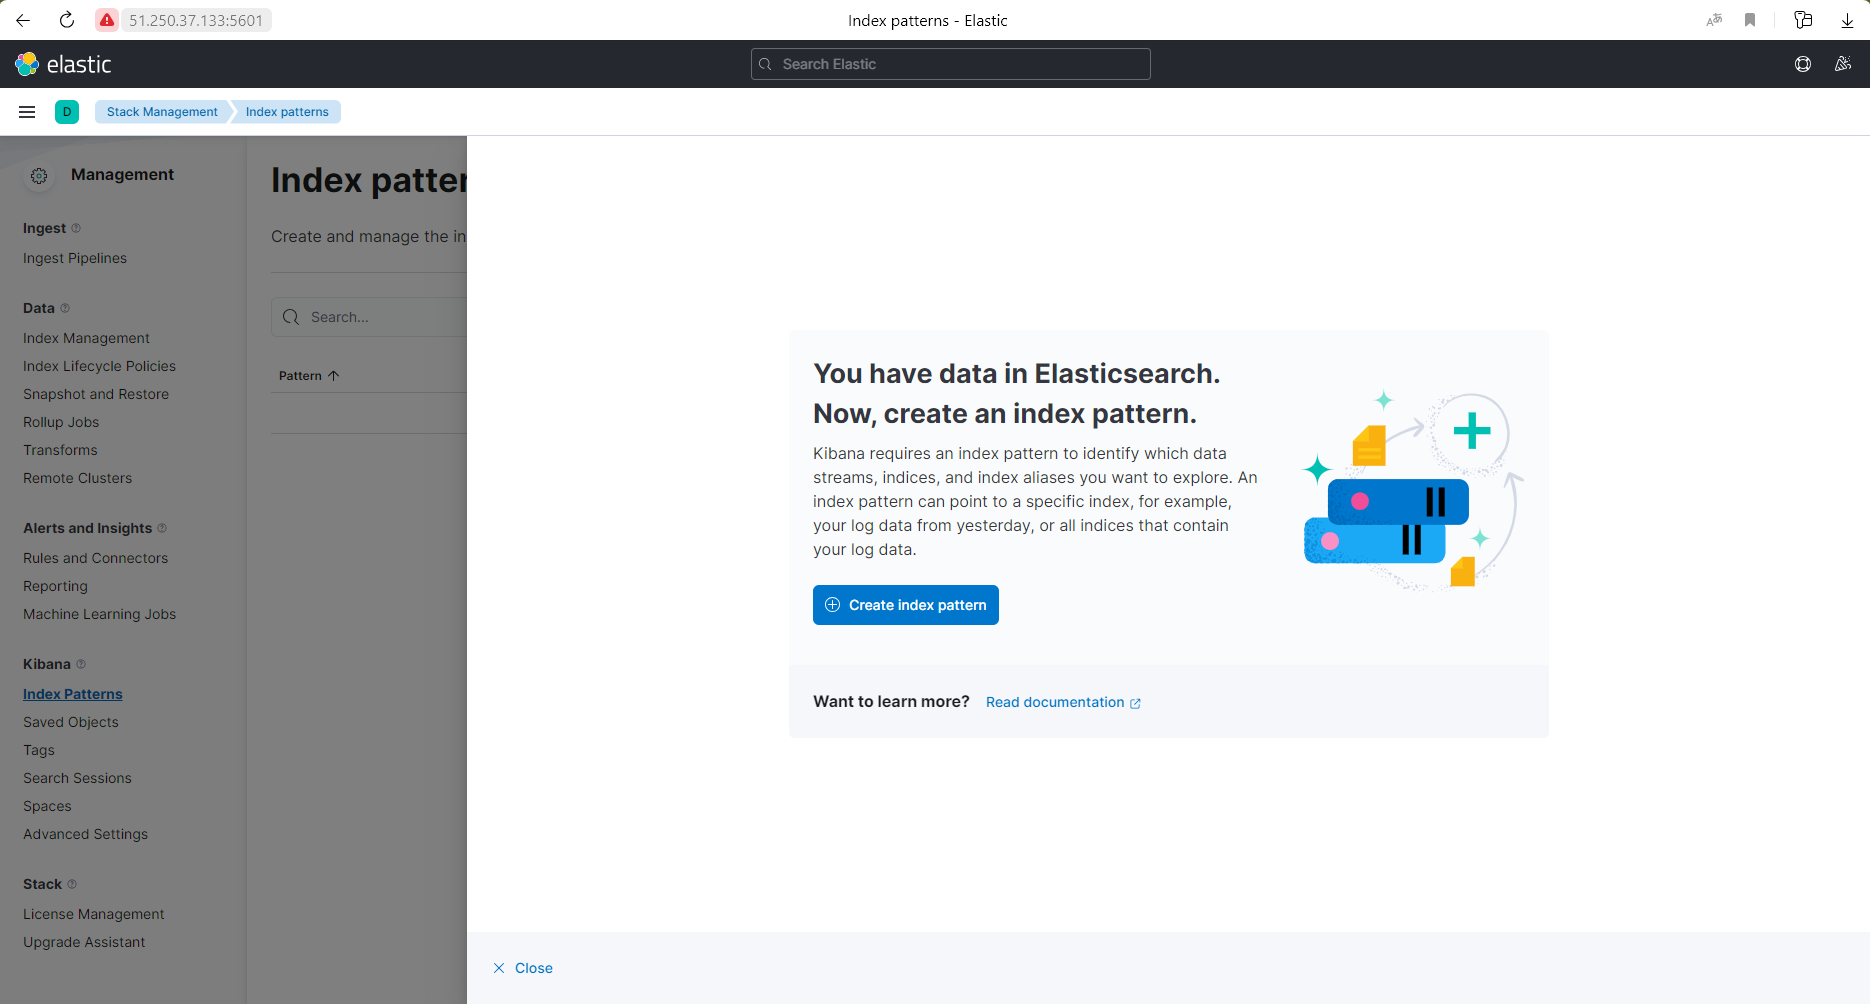 51.250.37.133:5601
Index patterns - Elastic
elastic
Search Elastic
D
Stack Management
Index patterns
Management
Ingest
Ingest Pipelines
Data
Index Management
Index Lifecycle Policies
Snapshot and Restore
Rollup Jobs
Transforms
Remote Clusters
Alerts and Insights
Rules and Connectors
Reporting
Machine Learning Jobs
Kibana
Index Patterns
Saved Objects
Tags
Search Sessions
Spaces
Advanced Settings
Stack
License Management
Upgrade Assistant
Index patter
Create and manage the in
Search...
Pattern
You have data in Elasticsearch.
Now, create an index pattern.
Kibana requires an index pattern to identify which data
streams, indices, and index aliases you want to explore. An
index pattern can point to a specific index, for example,
your log data from yesterday, or all indices that contain
your log data.
Create index pattern
Want to learn more? Read documentation
Close